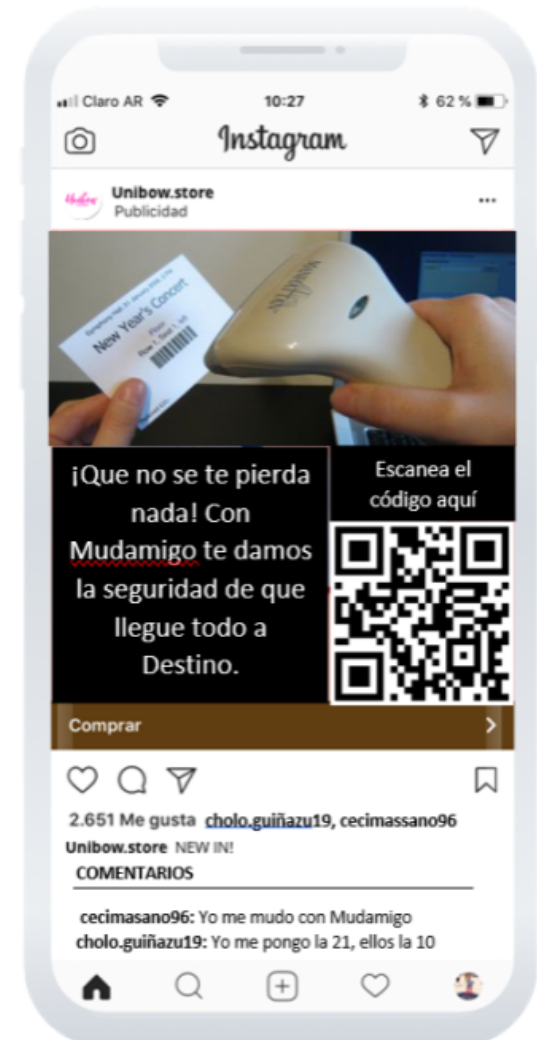 Claro AR
10:27
62 %
Instagram
Unibow.store
Publicidad
New Year's Concert
¡Que no se te pierda
nada! Con
Mudamigo te damos
la seguridad de que
llegue todo a
Destino.
Escanea el
código aquí
Comprar
2.651 Me gusta cholo.guiñazu19, cecimassano96
Unibow.store NEW IN!
COMENTARIOS
cecimasano96: Yo me mudo con Mudamigo
cholo.guiñazu19: Yo me pongo la 21, ellos la 10